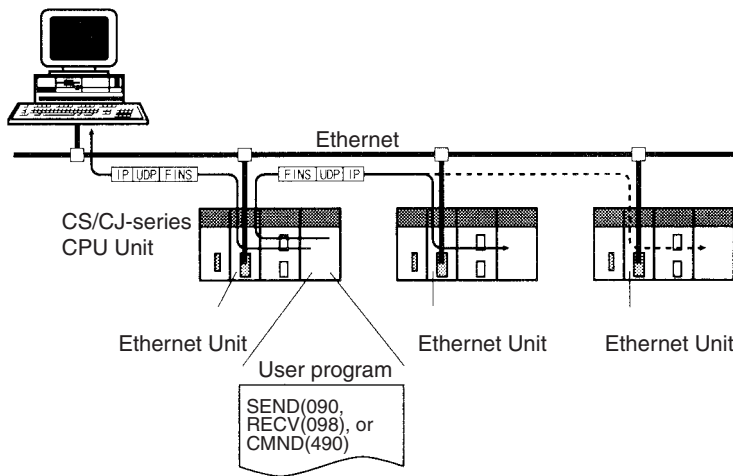 Ethernet
IP UDP FINS
FINS UDP IP
CS/CJ-series
CPU Unit
Ethernet Unit
Ethernet Unit
Ethernet Unit
User program
SEND(090,
RECV(098), or
CMND(490)